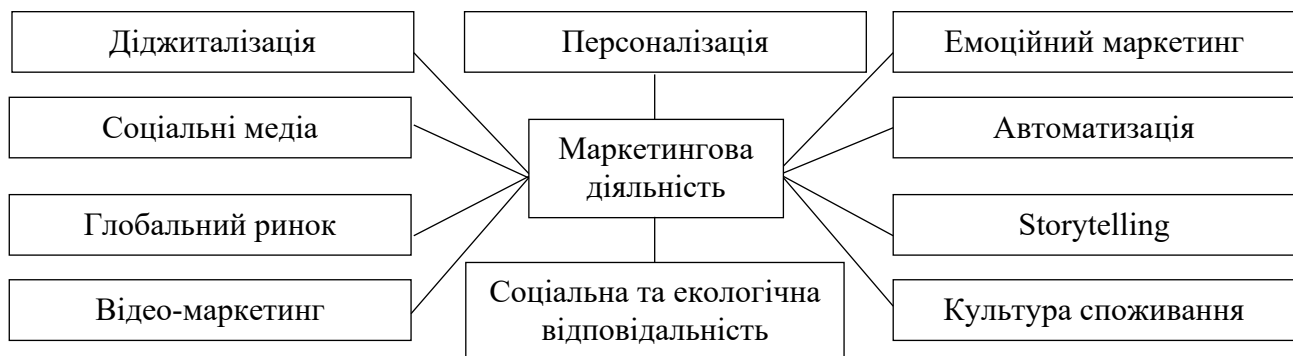 Діджиталізація
Персоналізація
Емоційний маркетинг
Соціальні медіа
Автоматизація
Маркетингова
діяльність
Глобальний ринок
Storytelling
Відео-маркетинг
Соціальна та екологічна
відповідальність
Культура споживання